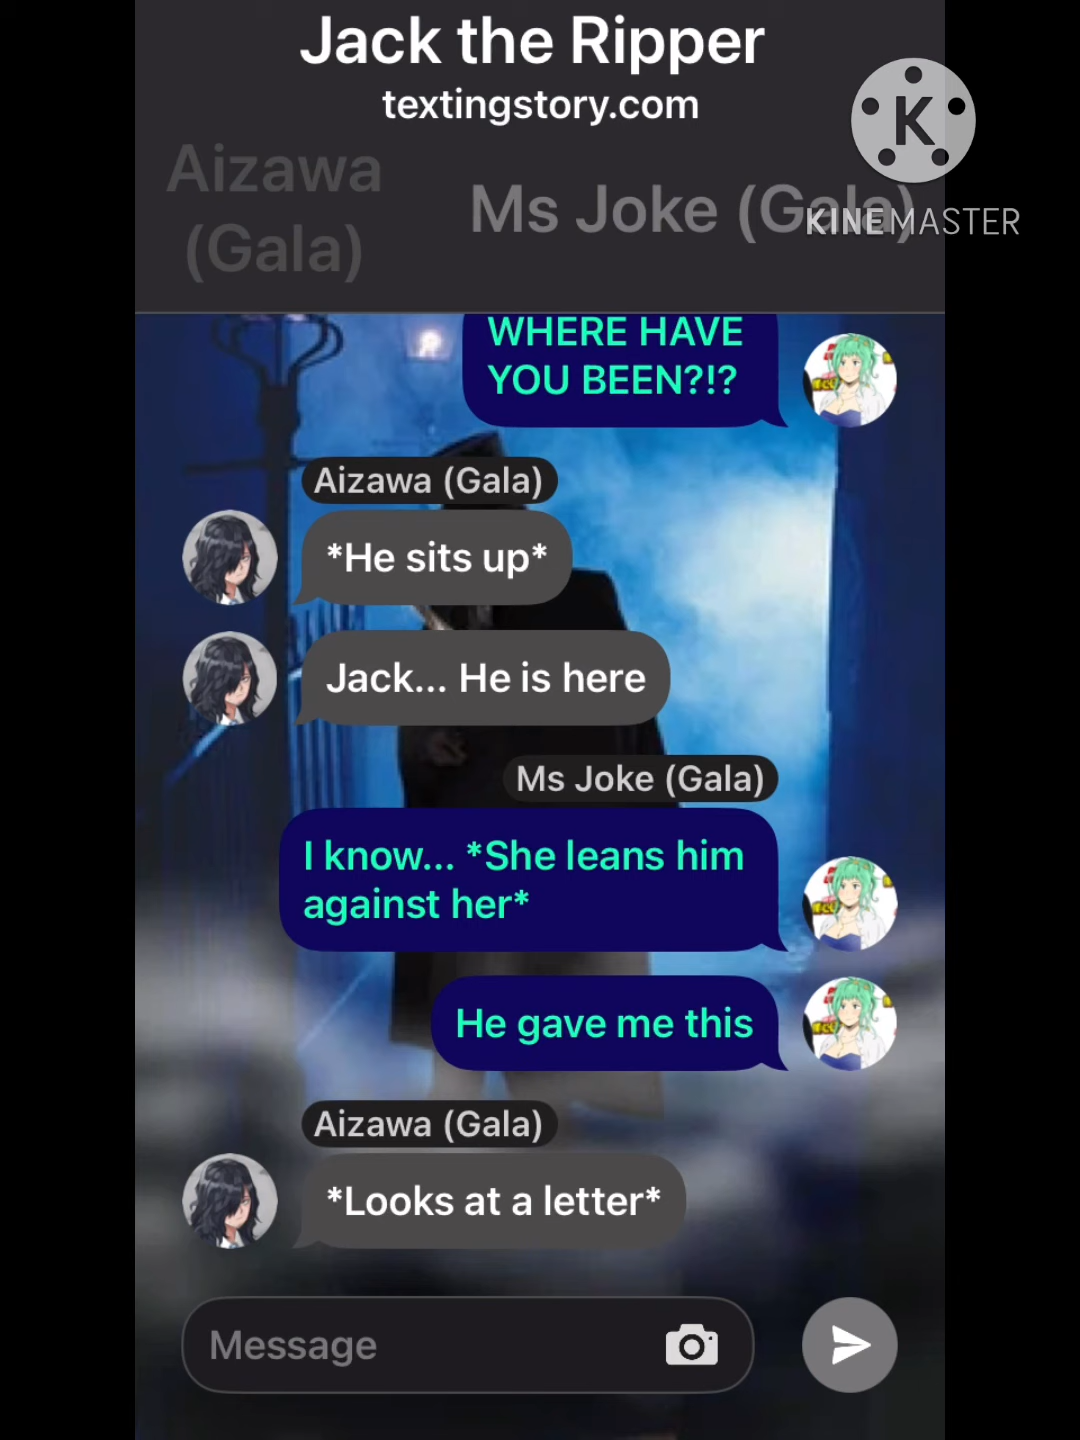 Jack the Ripper
textingstory.com
K
KINEMASTER
Aizawa
(Gala)
Ms Joke (Gala)
WHERE HAVE
YOU BEEN?!?
Aizawa (Gala)
*He sits up*
Jack... He is here
Ms Joke (Gala)
I know... *She leans him
against her*
He gave me this
Aizawa (Gala)
*Looks at a letter*
Message